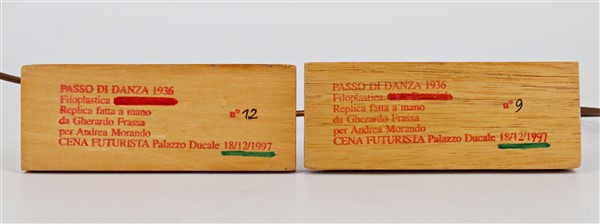 PASSO DI DANZA 1936
Filoplastica
Replica fatta a mano
da Gherardo Frassa
per Andrea Morando
CENA FUTURISTA Palazzo Ducale 18/12/1997
n° 12
PASSO DI DANZA 1936
Filoplastica
Replica fatta a mano
da Gherardo Frassa
per Andrea Morando
CENA FUTURISTA Palazzo Ducale 18/12/1997
n° 9